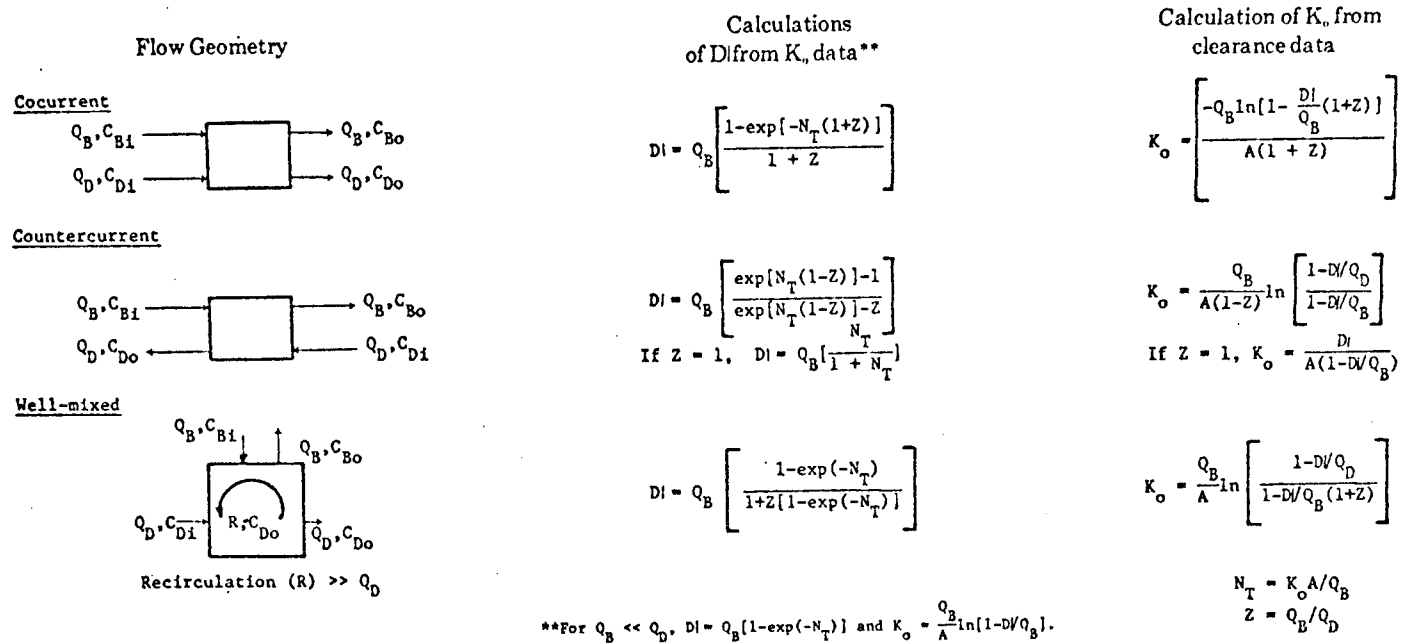 Flow Geometry
Calculations
of Dl from K„ data**
Calculation of K„ from
clearance data
Cocurrent
Q_B, C_Bi
Q_B, C_Bo
Q_D, C_Di
Q_D, C_Do
Dl = Q_B [ (1-exp[-N_T(1+Z)]) / (1 + Z) ]
K_o = [ (-Q_B ln[1- (Dl/Q_B)(1+Z)]) / (A(1 + Z)) ]
Countercurrent
Q_B, C_Bi
Q_B, C_Bo
Q_D, C_Do
Q_D, C_Di
Dl = Q_B [ (exp[N_T(1-Z)]-1) / (exp[N_T(1-Z)]-Z) ]
If Z = 1, Dl = Q_B[ N_T / (1 + N_T) ]
K_o = Q_B / (A(1-Z)) ln [ (1-Dl/Q_D) / (1-Dl/Q_B) ]
If Z = 1, K_o = Dl / (A(1-Dl/Q_B))
Well-mixed
Q_B, C_Bi
Q_B, C_Bo
Q_D, C_Di
R, C_Do
Q_D, C_Do
Recirculation (R) >> Q_D
Dl = Q_B [ (1-exp(-N_T)) / (1+Z[1-exp(-N_T)]) ]
K_o = Q_B / A ln [ (1-Dl/Q_D) / (1-Dl/Q_B(1+Z)) ]
N_T = K_o A/Q_B
Z = Q_B/Q_D
**For Q_B << Q_D, Dl = Q_B[1-exp(-N_T)] and K_o = Q_B/A ln[1-Dl/Q_B].